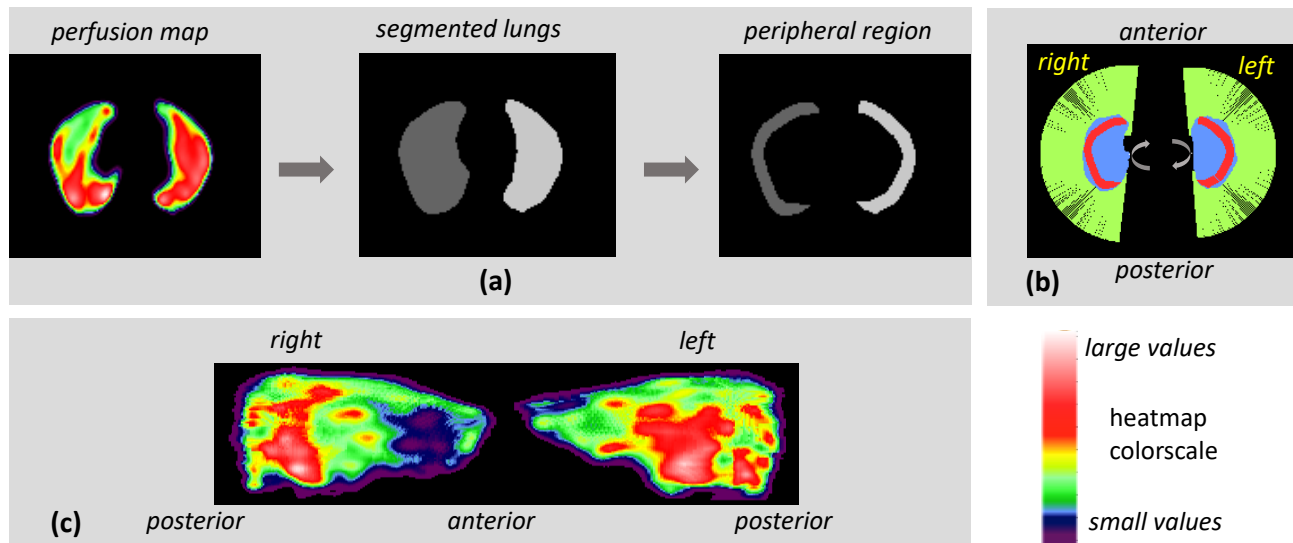 perfusion map
segmented lungs
peripheral region
(a)
anterior
right
left
posterior
(b)
right
left
(c)
posterior
anterior
posterior
large values
heatmap
colorscale
small values